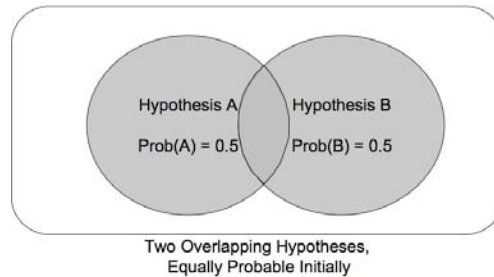 Hypothesis A
Hypothesis B
Prob(A) = 0.5
Prob(B) = 0.5
Two Overlapping Hypotheses,
Equally Probable Initially